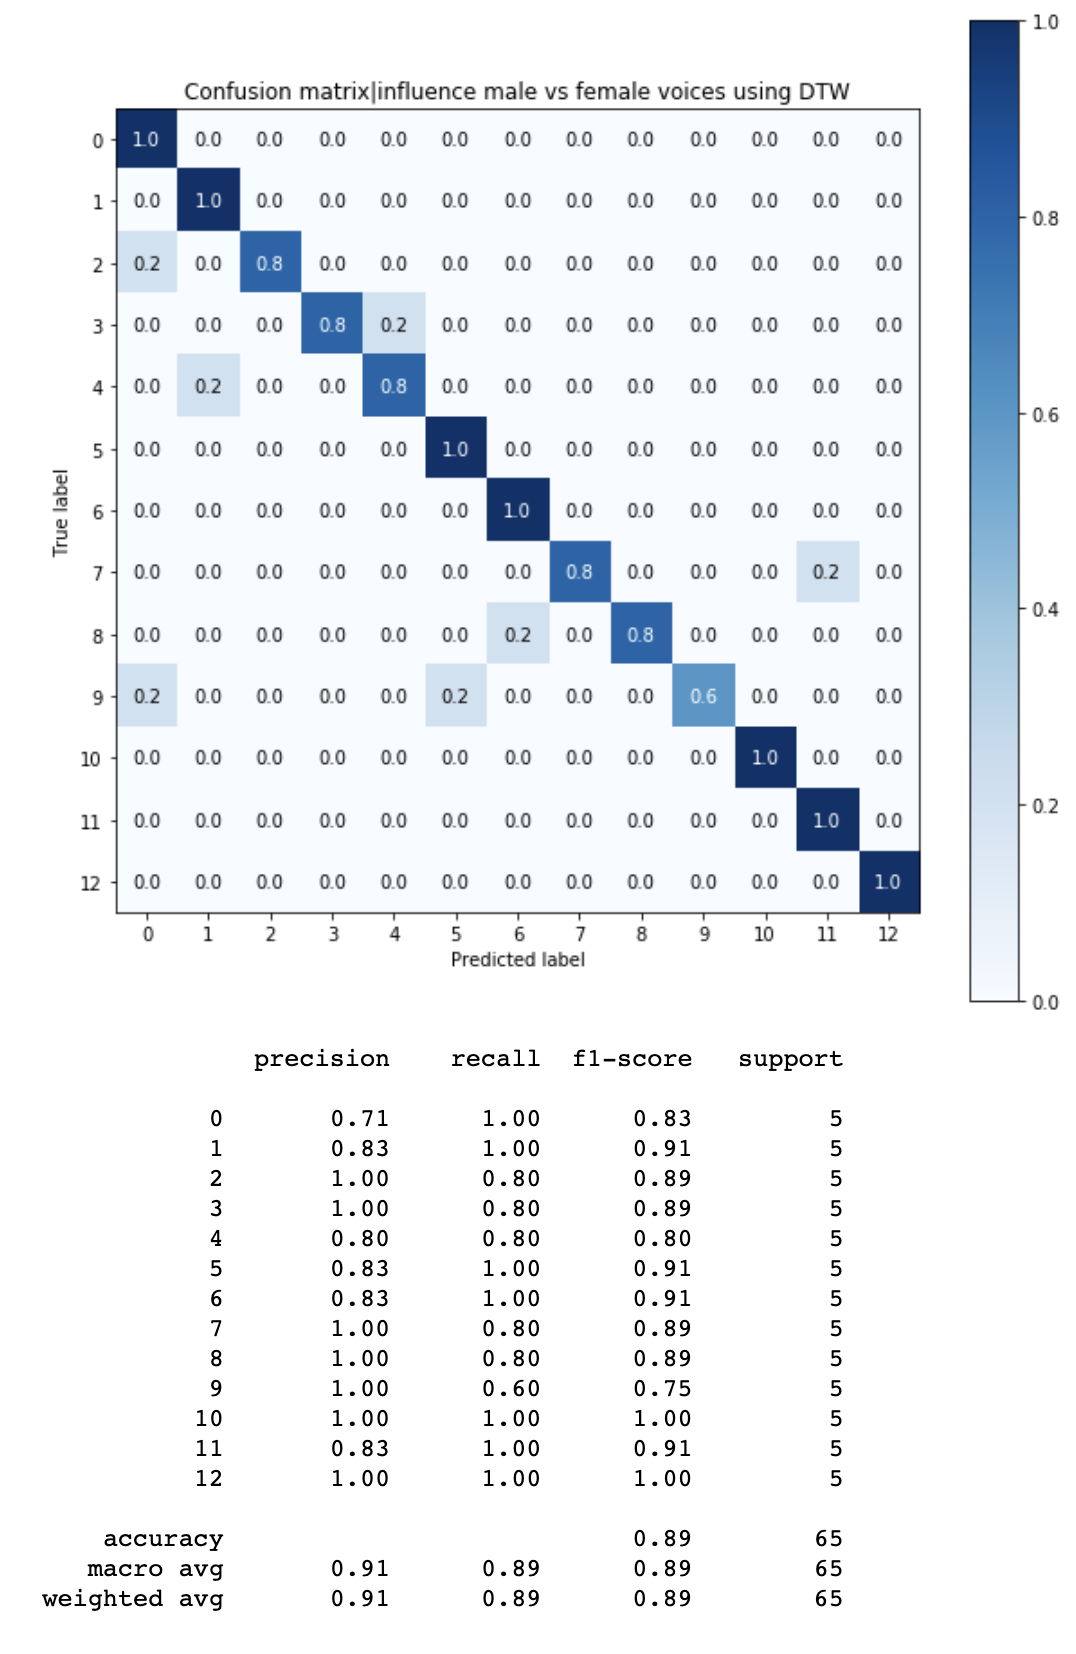 Confusion matrix|influence male vs female voices using DTW
1.0
0.8
0.6
0.4
0.2
0.0
True label
0 1.0 0.0 0.0 0.0 0.0 0.0 0.0 0.0 0.0 0.0 0.0 0.0 0.0
1 0.0 1.0 0.0 0.0 0.0 0.0 0.0 0.0 0.0 0.0 0.0 0.0 0.0
2 0.2 0.0 0.8 0.0 0.0 0.0 0.0 0.0 0.0 0.0 0.0 0.0 0.0
3 0.0 0.0 0.0 0.8 0.2 0.0 0.0 0.0 0.0 0.0 0.0 0.0 0.0
4 0.0 0.2 0.0 0.0 0.8 0.0 0.0 0.0 0.0 0.0 0.0 0.0 0.0
5 0.0 0.0 0.0 0.0 0.0 1.0 0.0 0.0 0.0 0.0 0.0 0.0 0.0
6 0.0 0.0 0.0 0.0 0.0 0.0 1.0 0.0 0.0 0.0 0.0 0.0 0.0
7 0.0 0.0 0.0 0.0 0.0 0.0 0.0 0.8 0.0 0.0 0.0 0.2 0.0
8 0.0 0.0 0.0 0.0 0.0 0.0 0.2 0.0 0.8 0.0 0.0 0.0 0.0
9 0.2 0.0 0.0 0.0 0.0 0.2 0.0 0.0 0.0 0.6 0.0 0.0 0.0
10 0.0 0.0 0.0 0.0 0.0 0.0 0.0 0.0 0.0 0.0 1.0 0.0 0.0
11 0.0 0.0 0.0 0.0 0.0 0.0 0.0 0.0 0.0 0.0 0.0 1.0 0.0
12 0.0 0.0 0.0 0.0 0.0 0.0 0.0 0.0 0.0 0.0 0.0 0.0 1.0
0 1 2 3 4 5 6 7 8 9 10 11 12
Predicted label
precision recall f1-score support
0 0.71 1.00 0.83 5
1 0.83 1.00 0.91 5
2 1.00 0.80 0.89 5
3 1.00 0.80 0.89 5
4 0.80 0.80 0.80 5
5 0.83 1.00 0.91 5
6 0.83 1.00 0.91 5
7 1.00 0.80 0.89 5
8 1.00 0.80 0.89 5
9 1.00 0.60 0.75 5
10 1.00 1.00 1.00 5
11 0.83 1.00 0.91 5
12 1.00 1.00 1.00 5
accuracy 0.89 65
macro avg 0.91 0.89 0.89 65
weighted avg 0.91 0.89 0.89 65